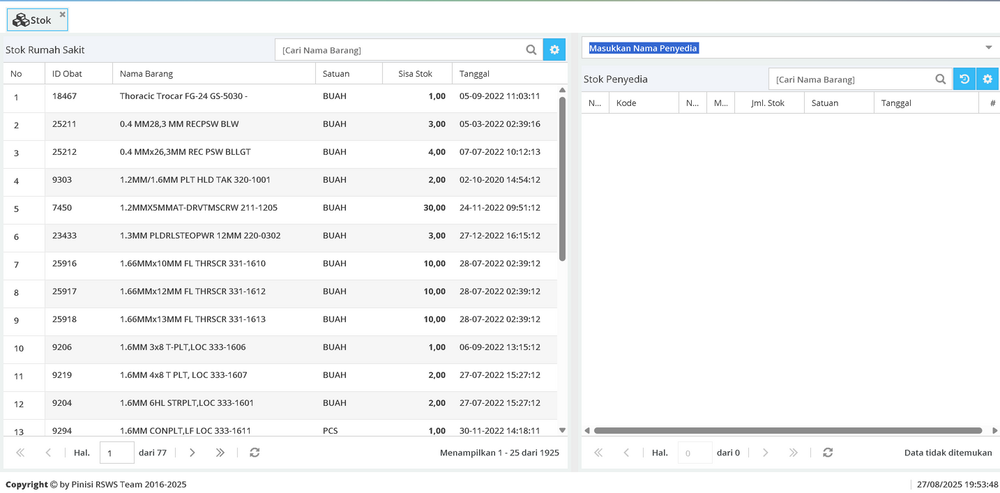 Stok
Stok Rumah Sakit [Cari Nama Barang]
No ID Obat Nama Barang Satuan Sisa Stok Tanggal
1 18467 Thoracic Trocar FG-24 GS-5030 - BUAH 1,00 05-09-2022 11:03:11
2 25211 0.4 MM28,3 MM RECPSW BLW BUAH 3,00 05-03-2022 02:39:16
3 25212 0.4 MMx26,3MM REC PSW BLLGT BUAH 4,00 07-07-2022 10:12:13
4 9303 1.2MM/1.6MM PLT HLD TAK 320-1001 BUAH 2,00 02-10-2020 14:54:12
5 7450 1.2MMX5MMAT-DRVTMSCRW 211-1205 BUAH 30,00 24-11-2022 09:51:12
6 23433 1.3MM PLDRLSTEOPWR 12MM 220-0302 BUAH 3,00 27-12-2022 16:15:12
7 25916 1.66MMx10MM FL THRSCR 331-1610 BUAH 10,00 28-07-2022 02:39:12
8 25917 1.66MMx12MM FL THRSCR 331-1612 BUAH 10,00 28-07-2022 02:39:12
9 25918 1.66MMx13MM FL THRSCR 331-1613 BUAH 10,00 28-07-2022 02:39:12
10 9206 1.6MM 3x8 T-PLT,LOC 333-1606 BUAH 1,00 06-09-2022 13:15:12
11 9219 1.6MM 4x8 T PLT, LOC 333-1607 BUAH 2,00 27-07-2022 15:27:12
12 9204 1.6MM 6HL STRPLT,LOC 333-1601 BUAH 2,00 27-07-2022 15:27:12
13 9294 1.6MM CONPLT,LF LOC 333-1611 PCS 1,00 30-11-2022 14:18:11
Hal. 1 dari 77 Menampilkan 1 - 25 dari 1925
Masukkan Nama Penyedia
Stok Penyedia [Cari Nama Barang]
N... Kode N... M... Jml. Stok Satuan Tanggal #
Hal. 0 dari 0 Data tidak ditemukan
Copyright © by Pinisi RSWS Team 2016-2025 27/08/2025 19:53:48